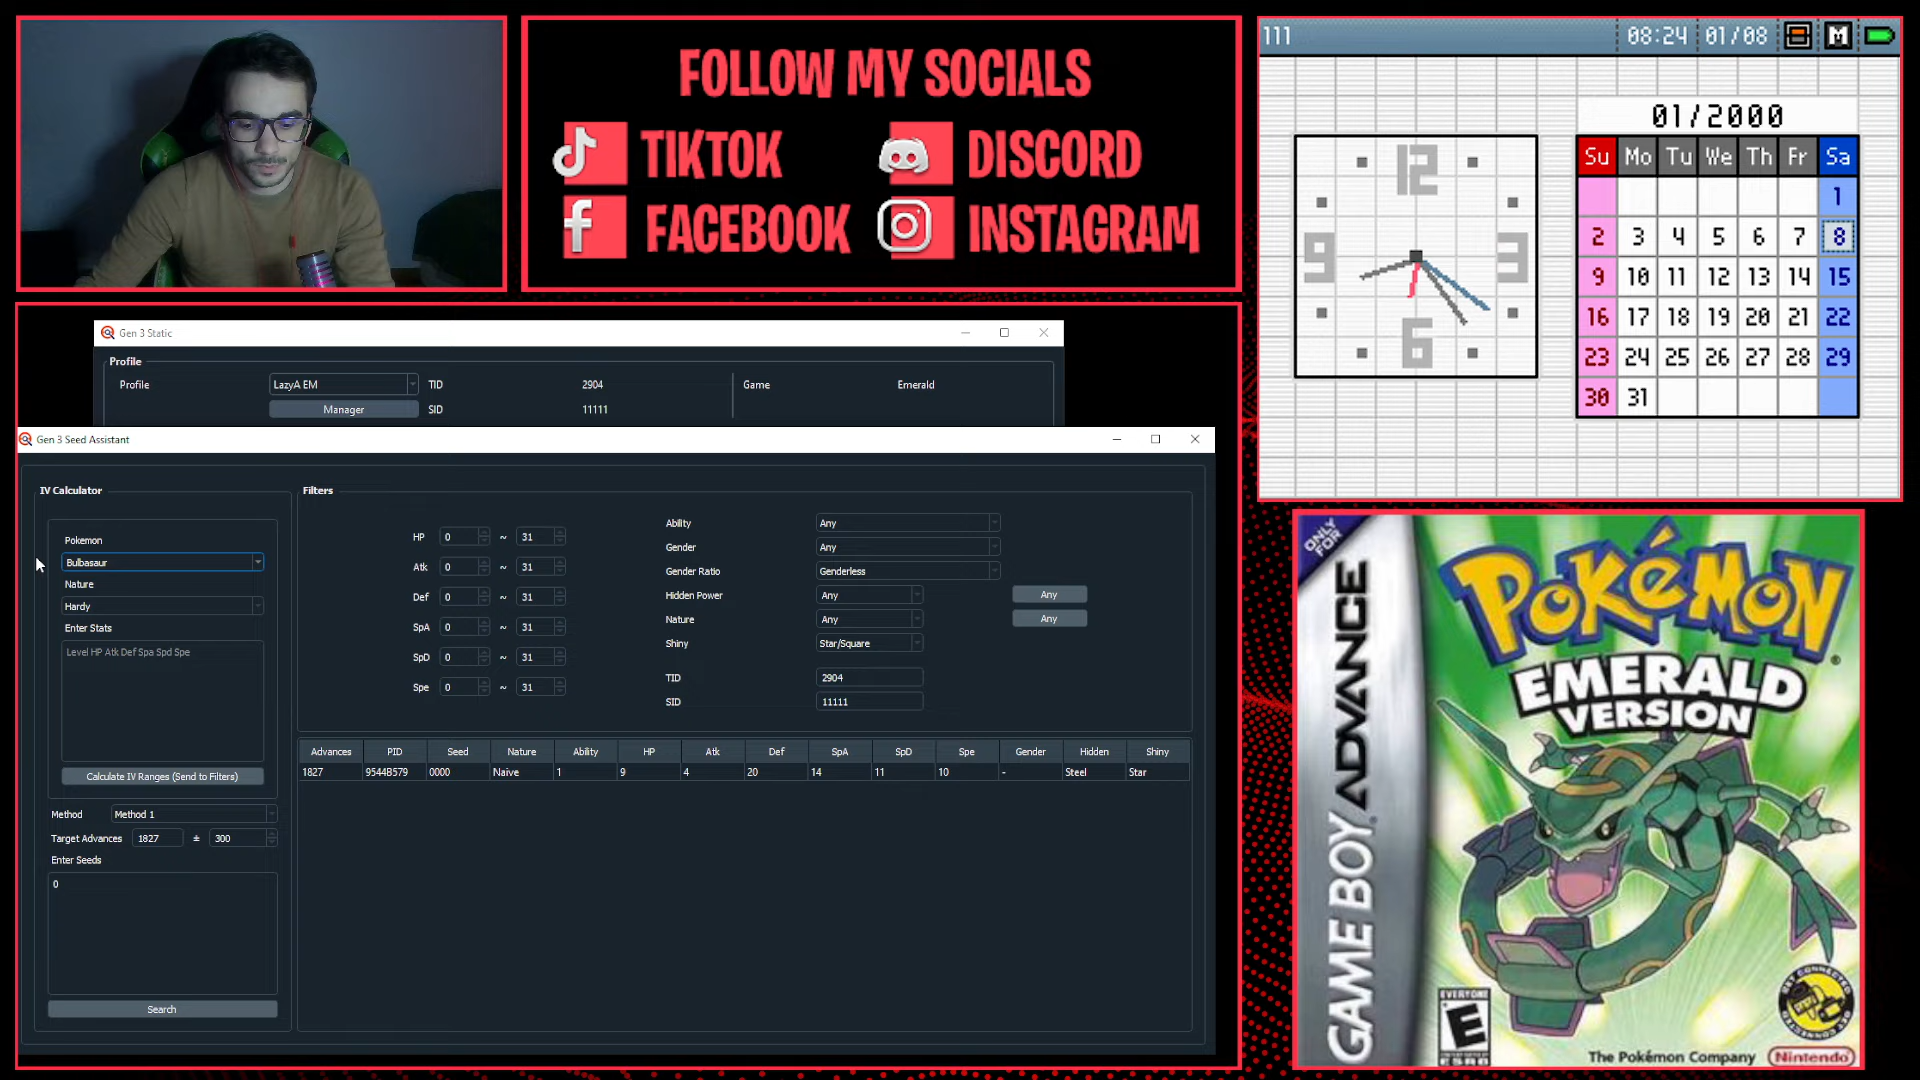 FOLLOW MY SOCIALS
TIKTOK
DISCORD
FACEBOOK
INSTAGRAM
111
08:24
01/08
M
12
3
6
9
01/2000
Su Mo Tu We Th Fr Sa
1
2 3 4 5 6 7 8
9 10 11 12 13 14 15
16 17 18 19 20 21 22
23 24 25 26 27 28 29
30 31
Gen 3 Static
Profile
Profile LazyA EM TID 2904 Game Emerald
Manager SID 11111
Gen 3 Seed Assistant
IV Calculator
Pokemon
Bulbasaur
Nature
Hardy
Enter Stats
Level HP Atk Def Spa Spd Spe
Calculate IV Ranges (Send to Filters)
Method Method 1
Target Advances 1827 ± 300
Enter Seeds
0
Search
Filters
HP 0 ~ 31
Atk 0 ~ 31
Def 0 ~ 31
SpA 0 ~ 31
SpD 0 ~ 31
Spe 0 ~ 31
Ability Any
Gender Any
Gender Ratio Genderless
Hidden Power Any Any
Nature Any Any
Shiny Star/Square
TID 2904
SID 11111
Advances PID Seed Nature Ability HP Atk Def SpA SpD Spe Gender Hidden Shiny
1827 9544B579 0000 Naive 1 9 4 20 14 11 10 - Steel Star
ONLY FOR
GAME BOY ADVANCE
POKéMON
EMERALD
VERSION
EVERYONE
E
ESRB
GET CONNECTED
GET CONNECTED
The Pokémon Company
Nintendo